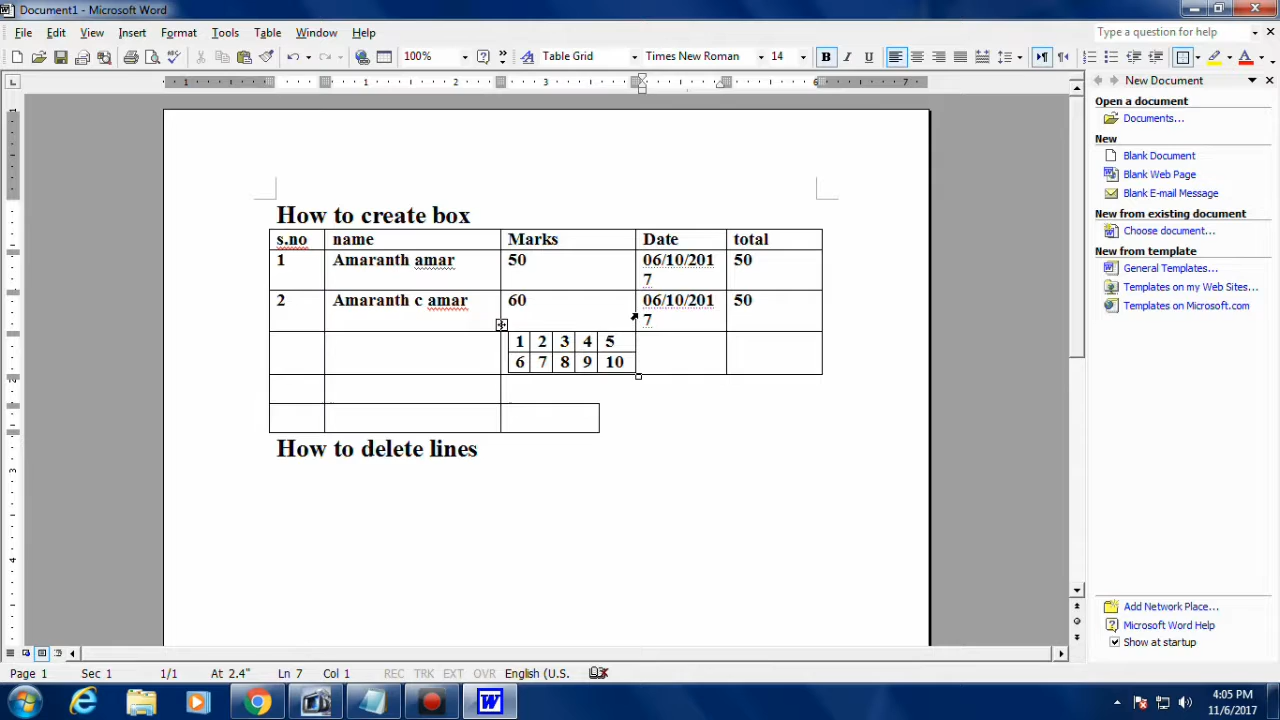 Document1 - Microsoft Word
File Edit View Insert Format Tools Table Window Help
Type a question for help
100% Table Grid Times New Roman 14 B I U
New Document
1 1 2 3 6 7
Open a document
Documents...
New
Blank Document
Blank Web Page
Blank E-mail Message
New from existing document
Choose document...
New from template
General Templates...
Templates on my Web Sites...
Templates on Microsoft.com
How to create box
s.no name Marks Date total
1 Amaranth amar 50 06/10/201 50
7
2 Amaranth c amar 60 06/10/201 50
7
1 2 3 4 5
6 7 8 9 10
How to delete lines
Add Network Place...
Microsoft Word Help
Show at startup
Page 1 Sec 1 1/1 At 2.4" Ln 7 Col 1 REC TRK EXT OVR English (U.S.
4:05 PM
11/6/2017